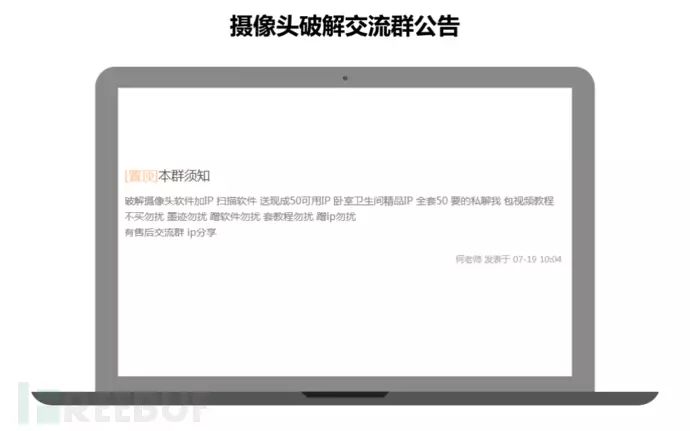 摄像头破解交流群公告
[置顶]本群须知
破解摄像头软件加IP 扫描软件 送现成50可用IP 卧室卫生间精品IP 全套50 要的私聊我 包视频教程
不买勿扰 墨迹勿扰 蹭软件勿扰 套教程勿扰 蹭ip勿扰
有售后交流群 ip分享
何老师 发表于 07-19 10:04
REEBUF